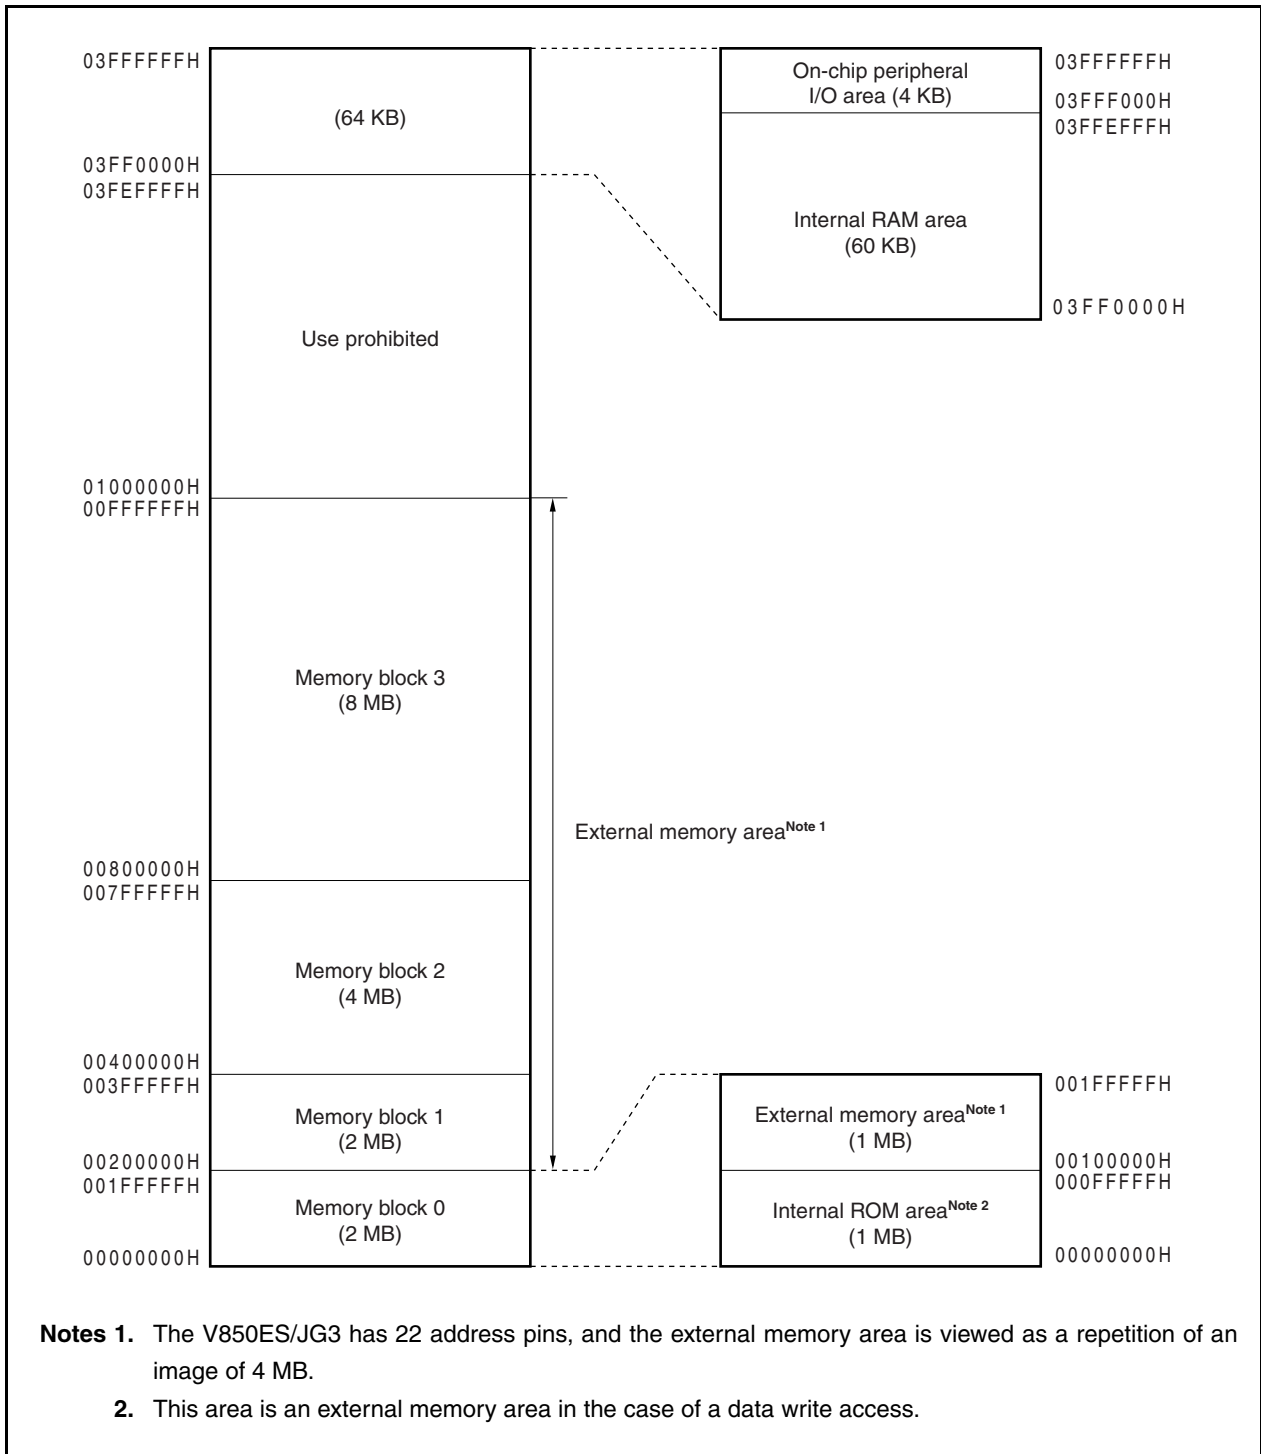 03FFFFFFH
(64 KB)
03FF0000H
03FEFFFFH
Use prohibited
01000000H
00FFFFFFH
Memory block 3
(8 MB)
External memory areaNote 1
00800000H
007FFFFFH
Memory block 2
(4 MB)
00400000H
003FFFFFH
Memory block 1
(2 MB)
00200000H
001FFFFFH
Memory block 0
(2 MB)
00000000H
On-chip peripheral
I/O area (4 KB)
03FFFFFFH
03FFF000H
03FFEFFFH
Internal RAM area
(60 KB)
03FF0000H
001FFFFFH
External memory areaNote 1
(1 MB)
00100000H
000FFFFFH
Internal ROM areaNote 2
(1 MB)
00000000H
Notes 1. The V850ES/JG3 has 22 address pins, and the external memory area is viewed as a repetition of an
image of 4 MB.
2. This area is an external memory area in the case of a data write access.